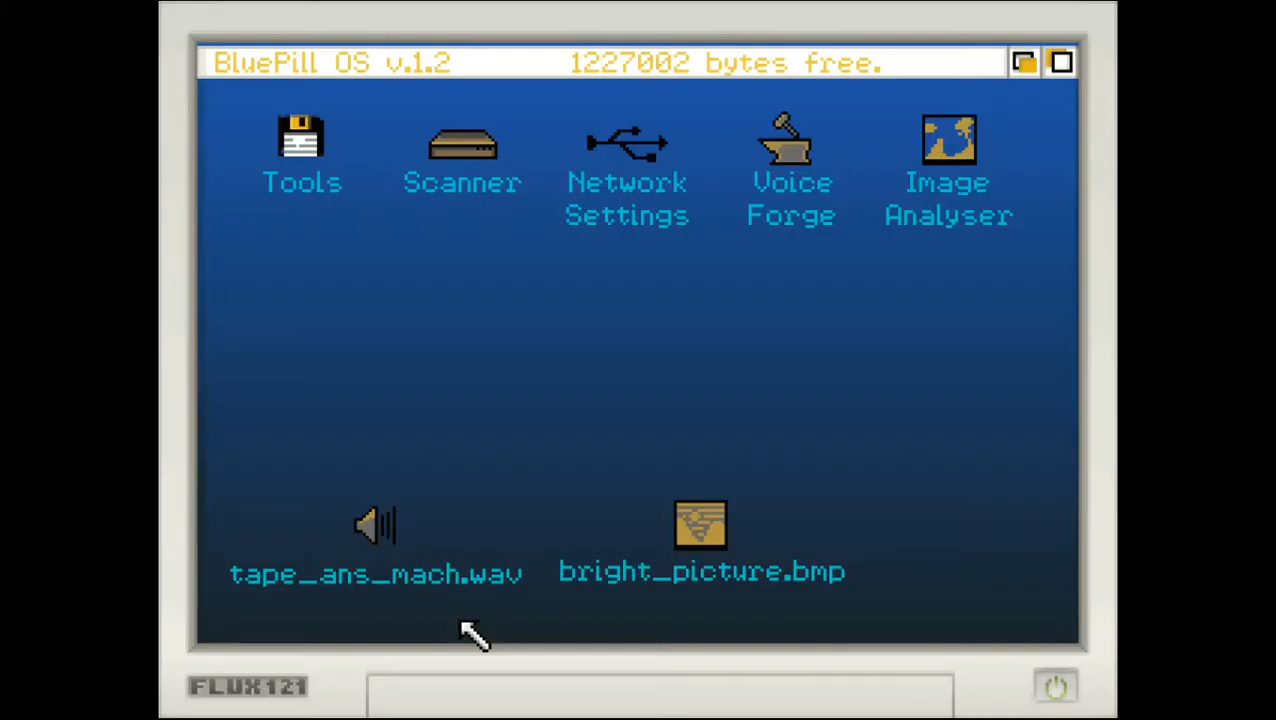 BluePill OS v.1.2 1227002 bytes free.
Tools Scanner Network Settings Voice Forge Image Analyser
tape_ans_mach.wav bright_picture.bmp
FLUX121